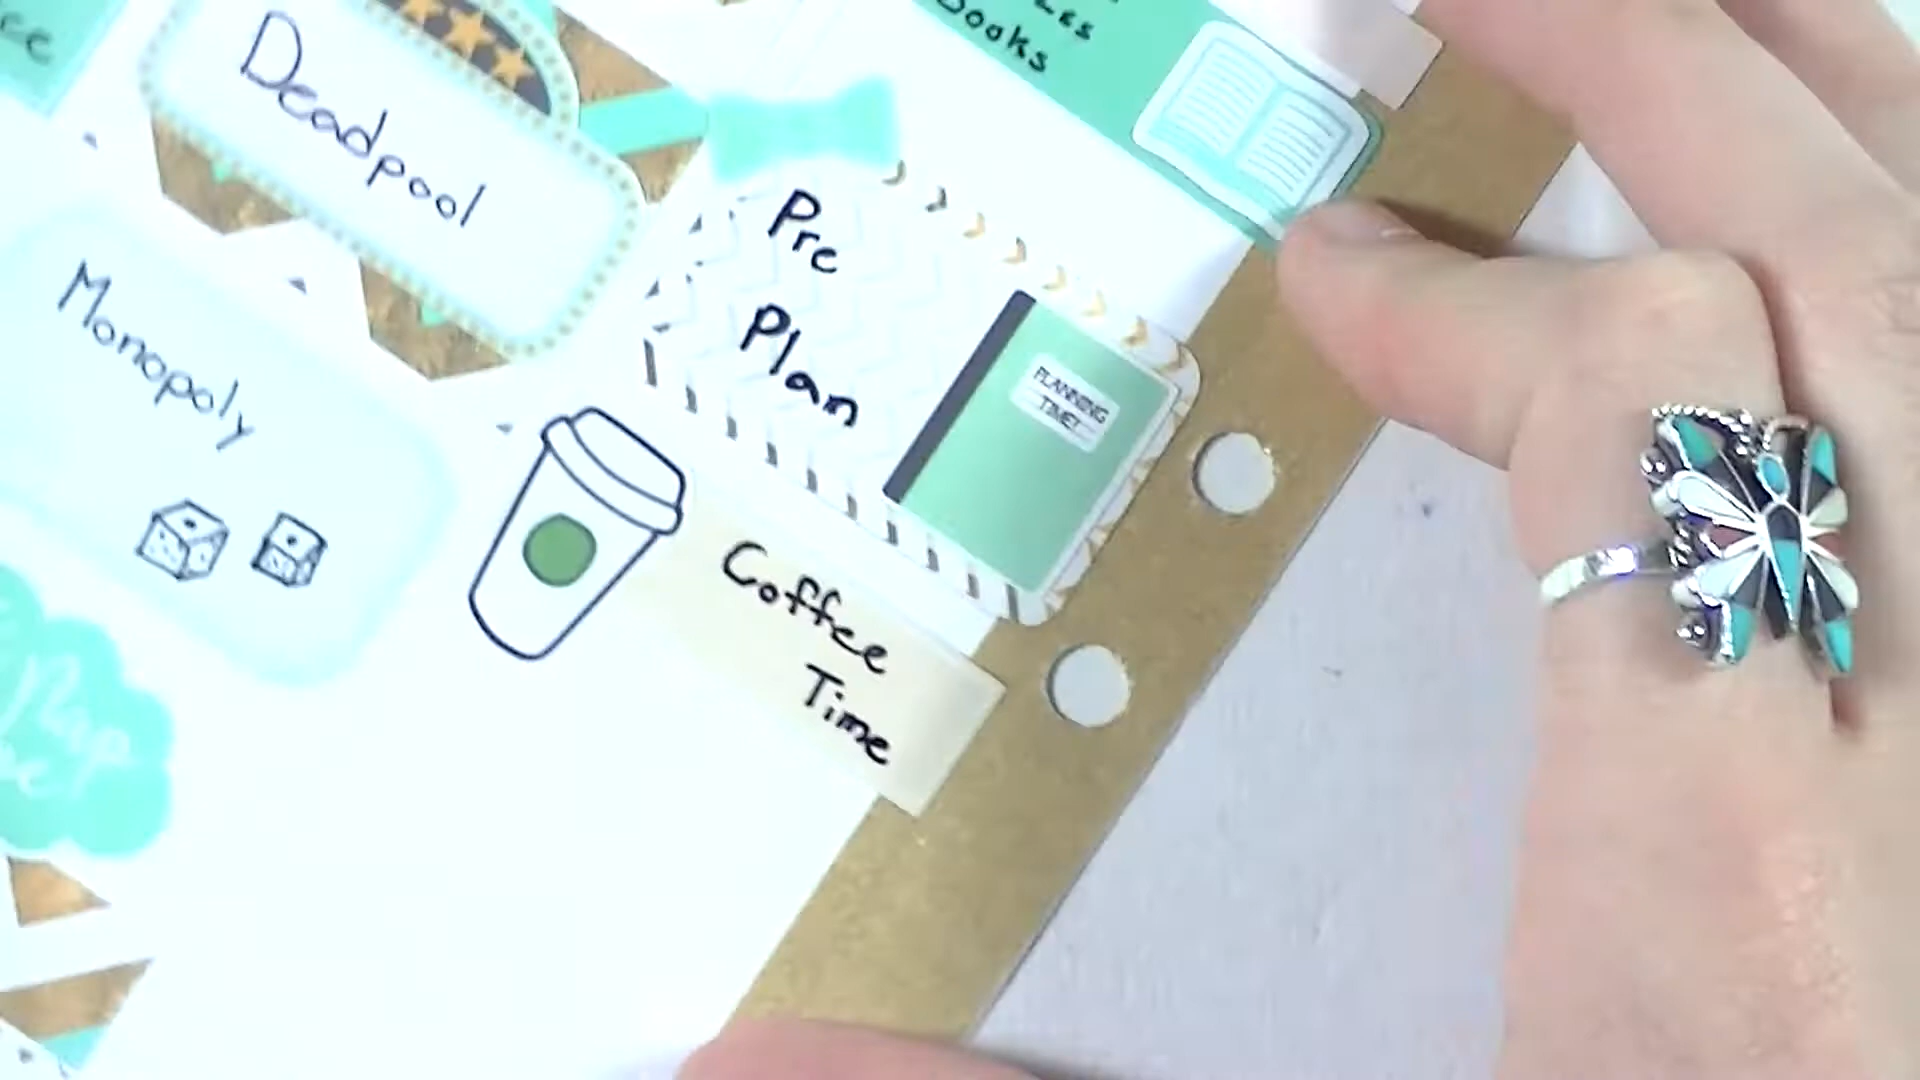 Deadpool
Monopoly
Books
Pre
Plan
PLANNING
TIME!
Coffee
Time